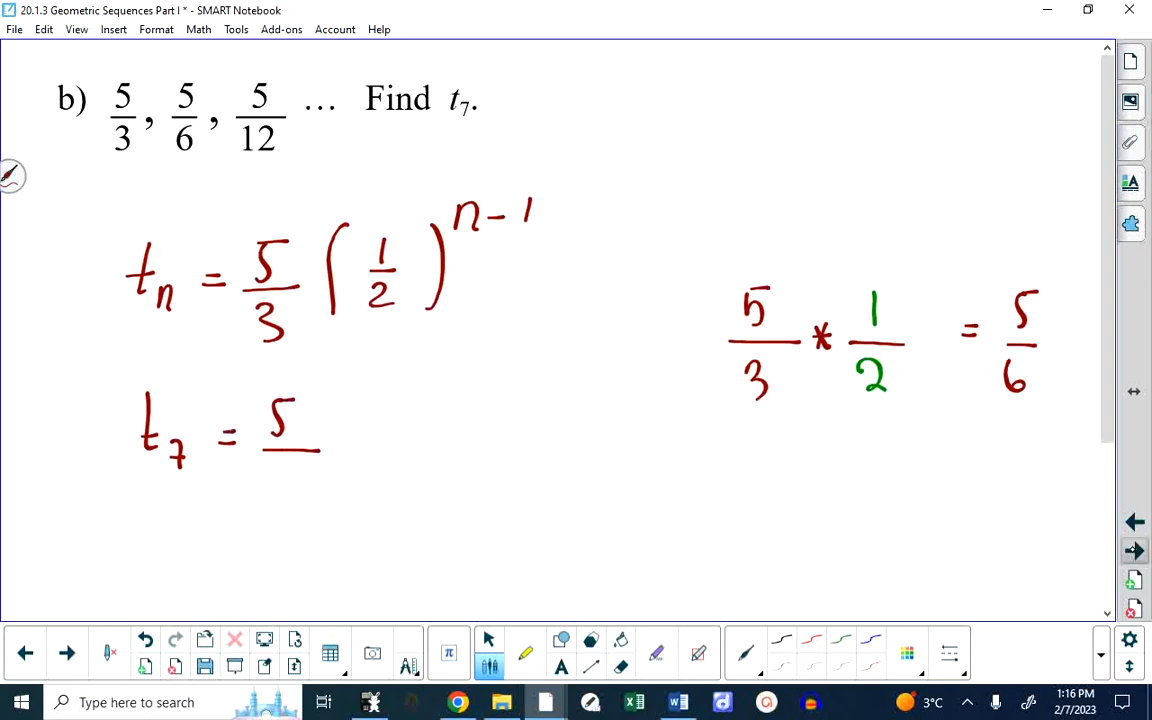 20.1.3 Geometric Sequences Part I * - SMART Notebook
File Edit View Insert Format Math Tools Add-ons Account Help
b) 5/3, 5/6, 5/12 … Find t₇.
tₙ = 5/3 (1/2)ⁿ⁻¹
5/3 * 1/2 = 5/6
t₇ = 5/
π
A
Type here to search
3°C
1:16 PM
2/7/2023